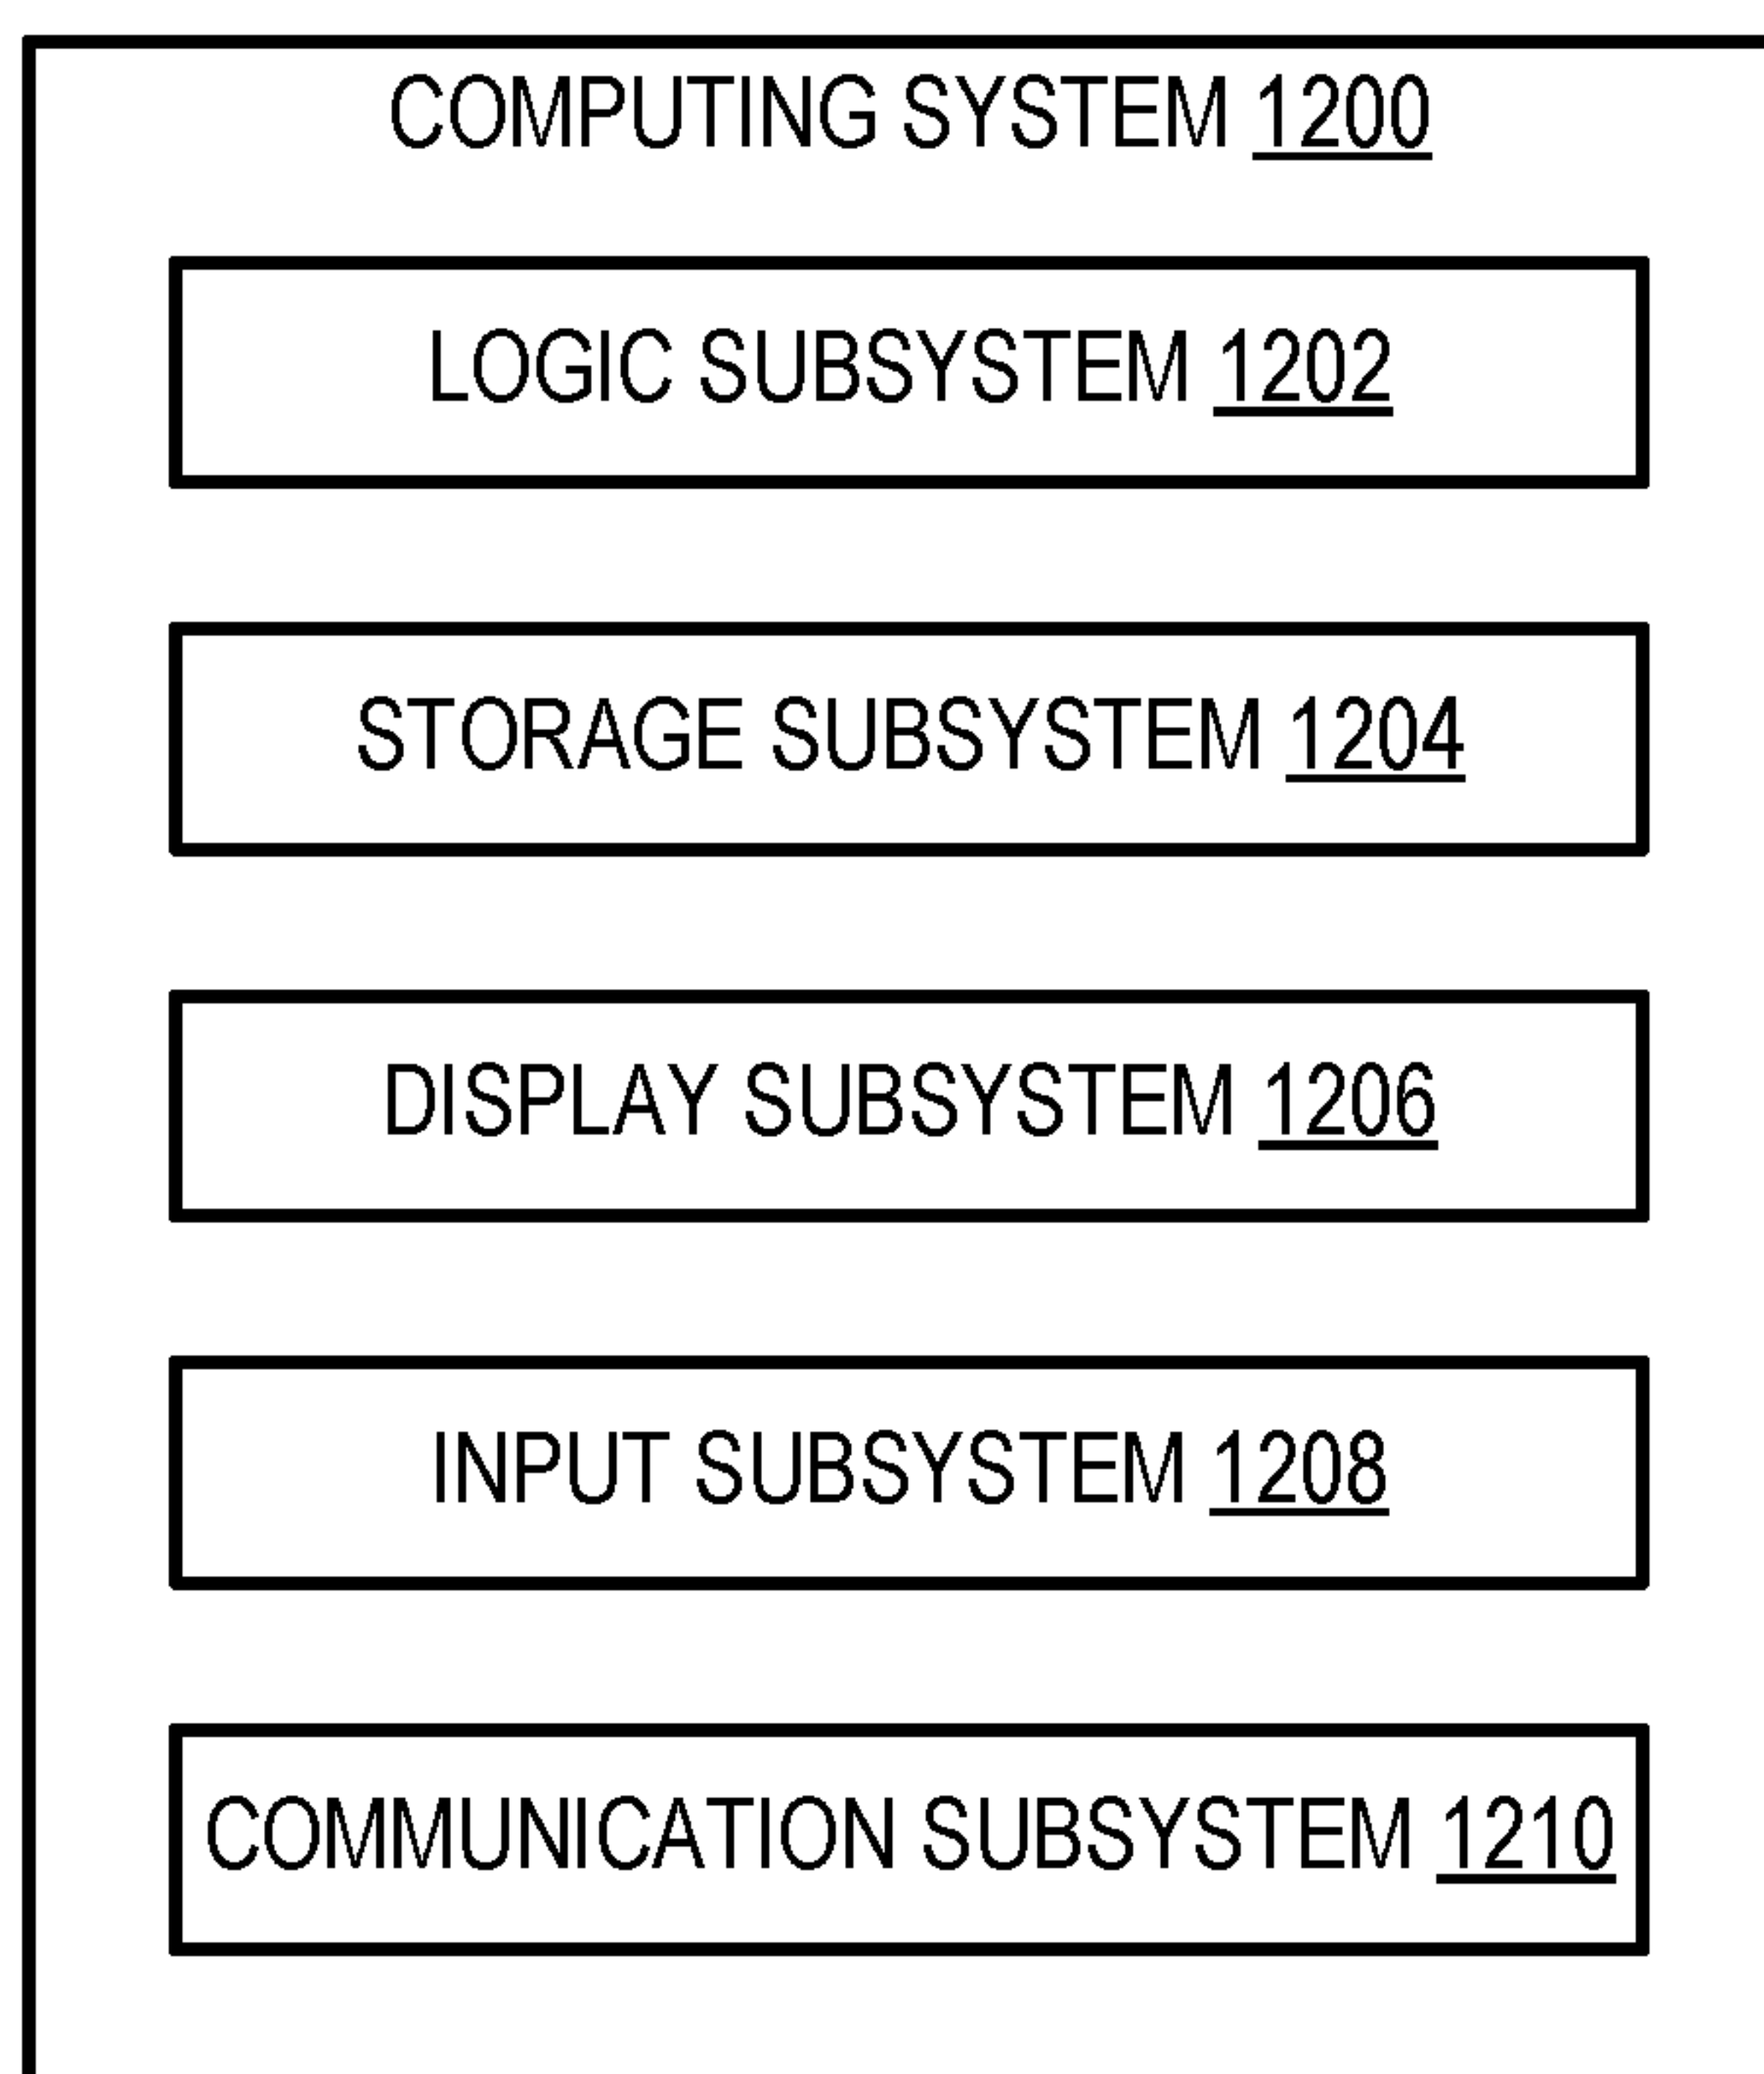 COMPUTING SYSTEM 1200
LOGIC SUBSYSTEM 1202
STORAGE SUBSYSTEM 1204
DISPLAY SUBSYSTEM 1206
INPUT SUBSYSTEM 1208
COMMUNICATION SUBSYSTEM 1210